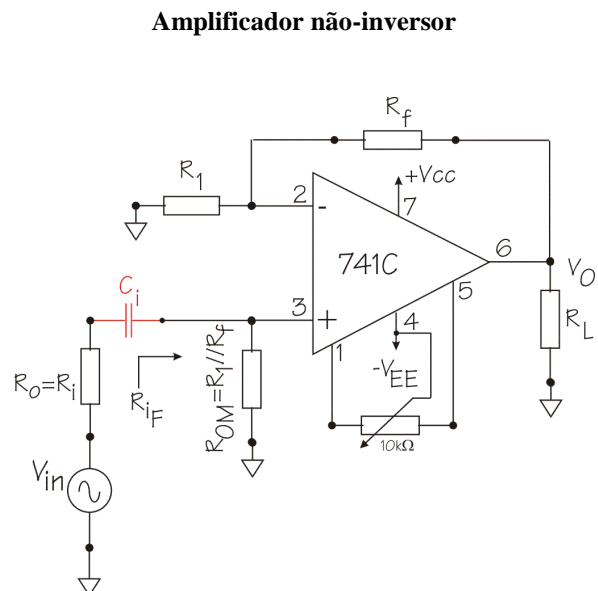 Amplificador não-inversor
Rf
R1
+Vcc
2
-
7
741C
6
VO
Ci
3
+
4
5
RL
1
-VEE
RO=Ri
RiF
ROM=R1//Rf
10kΩ
Vin